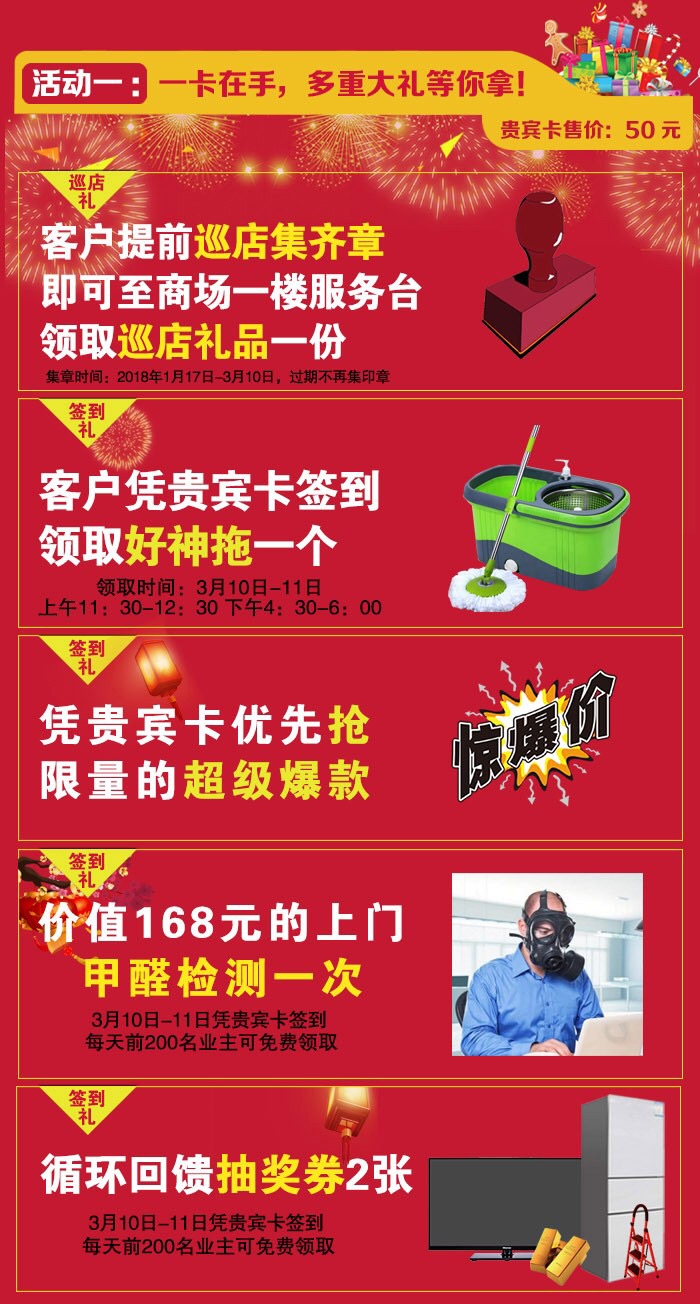 活动一：一卡在手，多重大礼等你拿！
贵宾卡售价：50元
巡店
礼
客户提前巡店集齐章
即可至商场一楼服务台
领取巡店礼品一份
集章时间：2018年1月17日-3月10日，过期不再集印章
签到
礼
客户凭贵宾卡签到
领取好神拖一个
领取时间：3月10日-11日
上午11：30-12：30 下午4：30-6：00
签到
礼
凭贵宾卡优先抢
限量的超级爆款
惊爆价
签到
礼
价值168元的上门
甲醛检测一次
3月10日-11日凭贵宾卡签到
每天前200名业主可免费领取
签到
礼
循环回馈抽奖券2张
3月10日-11日凭贵宾卡签到
每天前200名业主可免费领取